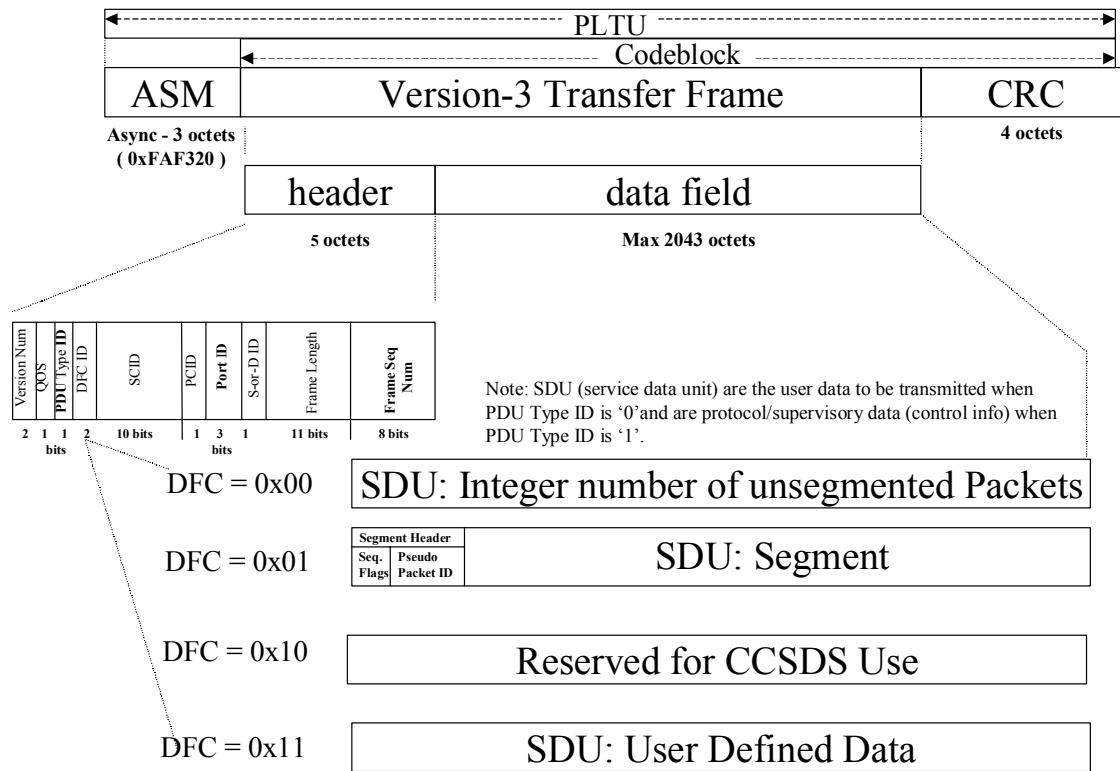 PLTU
Codeblock
ASM
Version-3 Transfer Frame
CRC
Async - 3 octets
( 0xFAF320 )
4 octets
header
data field
5 octets
Max 2043 octets
Version Num
QOS
PDU Type ID
DFC ID
SCID
PCID
Port ID
S-or-D ID
Frame Length
Frame Seq
Num
2 1 1 2 10 bits 1 3 1 11 bits 8 bits
bits bits
Note: SDU (service data unit) are the user data to be transmitted when
PDU Type ID is ‘0’and are protocol/supervisory data (control info) when
PDU Type ID is ‘1’.
DFC = 0x00
SDU: Integer number of unsegmented Packets
DFC = 0x01
Segment Header
Seq.
Flags
Pseudo
Packet ID
SDU: Segment
DFC = 0x10
Reserved for CCSDS Use
DFC = 0x11
SDU: User Defined Data